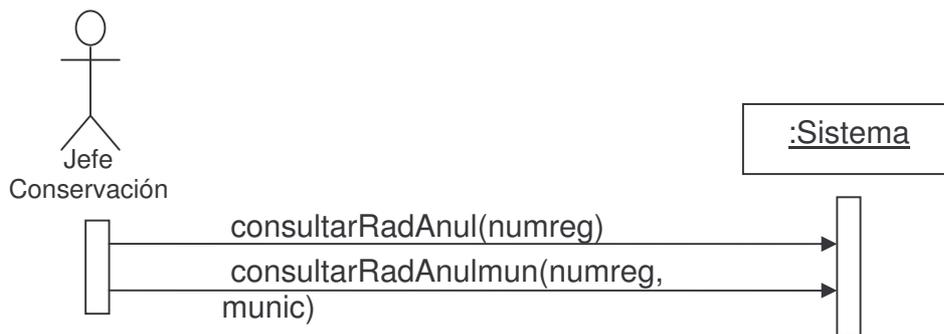 :Sistema
Jefe
Conservación
consultarRadAnul(numreg)
consultarRadAnulmun(numreg,
munic)